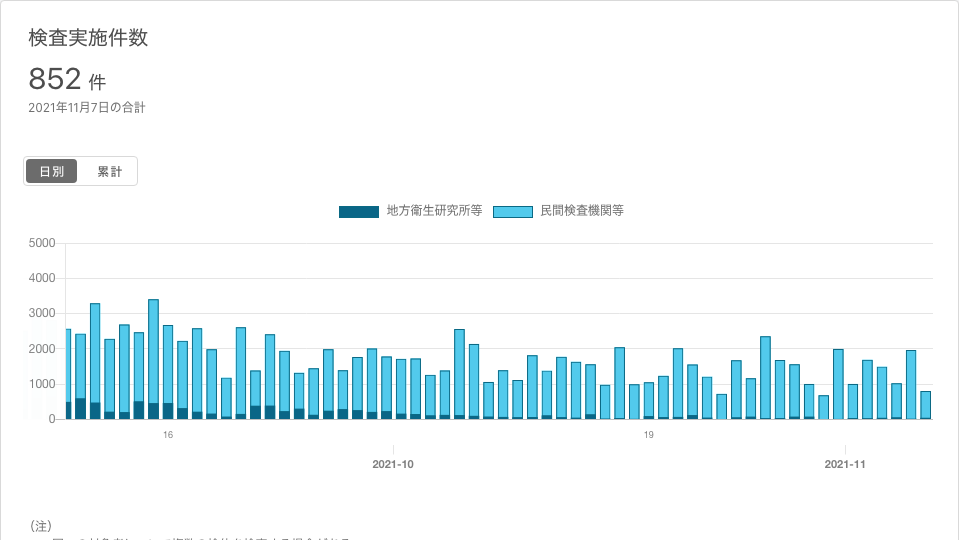 検査実施件数
852 件
2021年11月7日の合計
日別 累計
地方衛生研究所等 民間検査機関等
5000
4000
3000
2000
1000
0
16 19
2021-10 2021-11
（注）